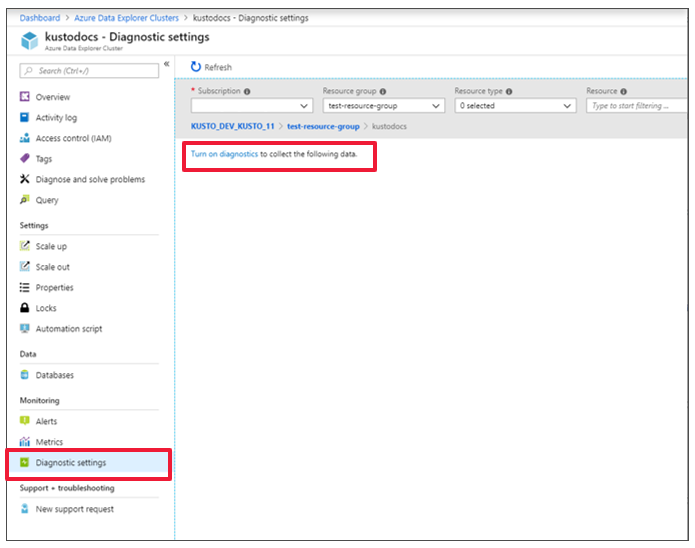 Dashboard > Azure Data Explorer Clusters > kustodocs - Diagnostic settings
kustodocs - Diagnostic settings
Azure Data Explorer Cluster
Search (Ctrl+/)
«
Overview
Activity log
Access control (IAM)
Tags
Diagnose and solve problems
Query
Settings
Scale up
Scale out
Properties
Locks
Automation script
Data
Databases
Monitoring
Alerts
Metrics
Diagnostic settings
Support + troubleshooting
New support request
Refresh
* Subscription
Resource group
test-resource-group
Resource type
0 selected
Resource
Type to start filtering ...
KUSTO_DEV_KUSTO_11 > test-resource-group > kustodocs
Turn on diagnostics to collect the following data.